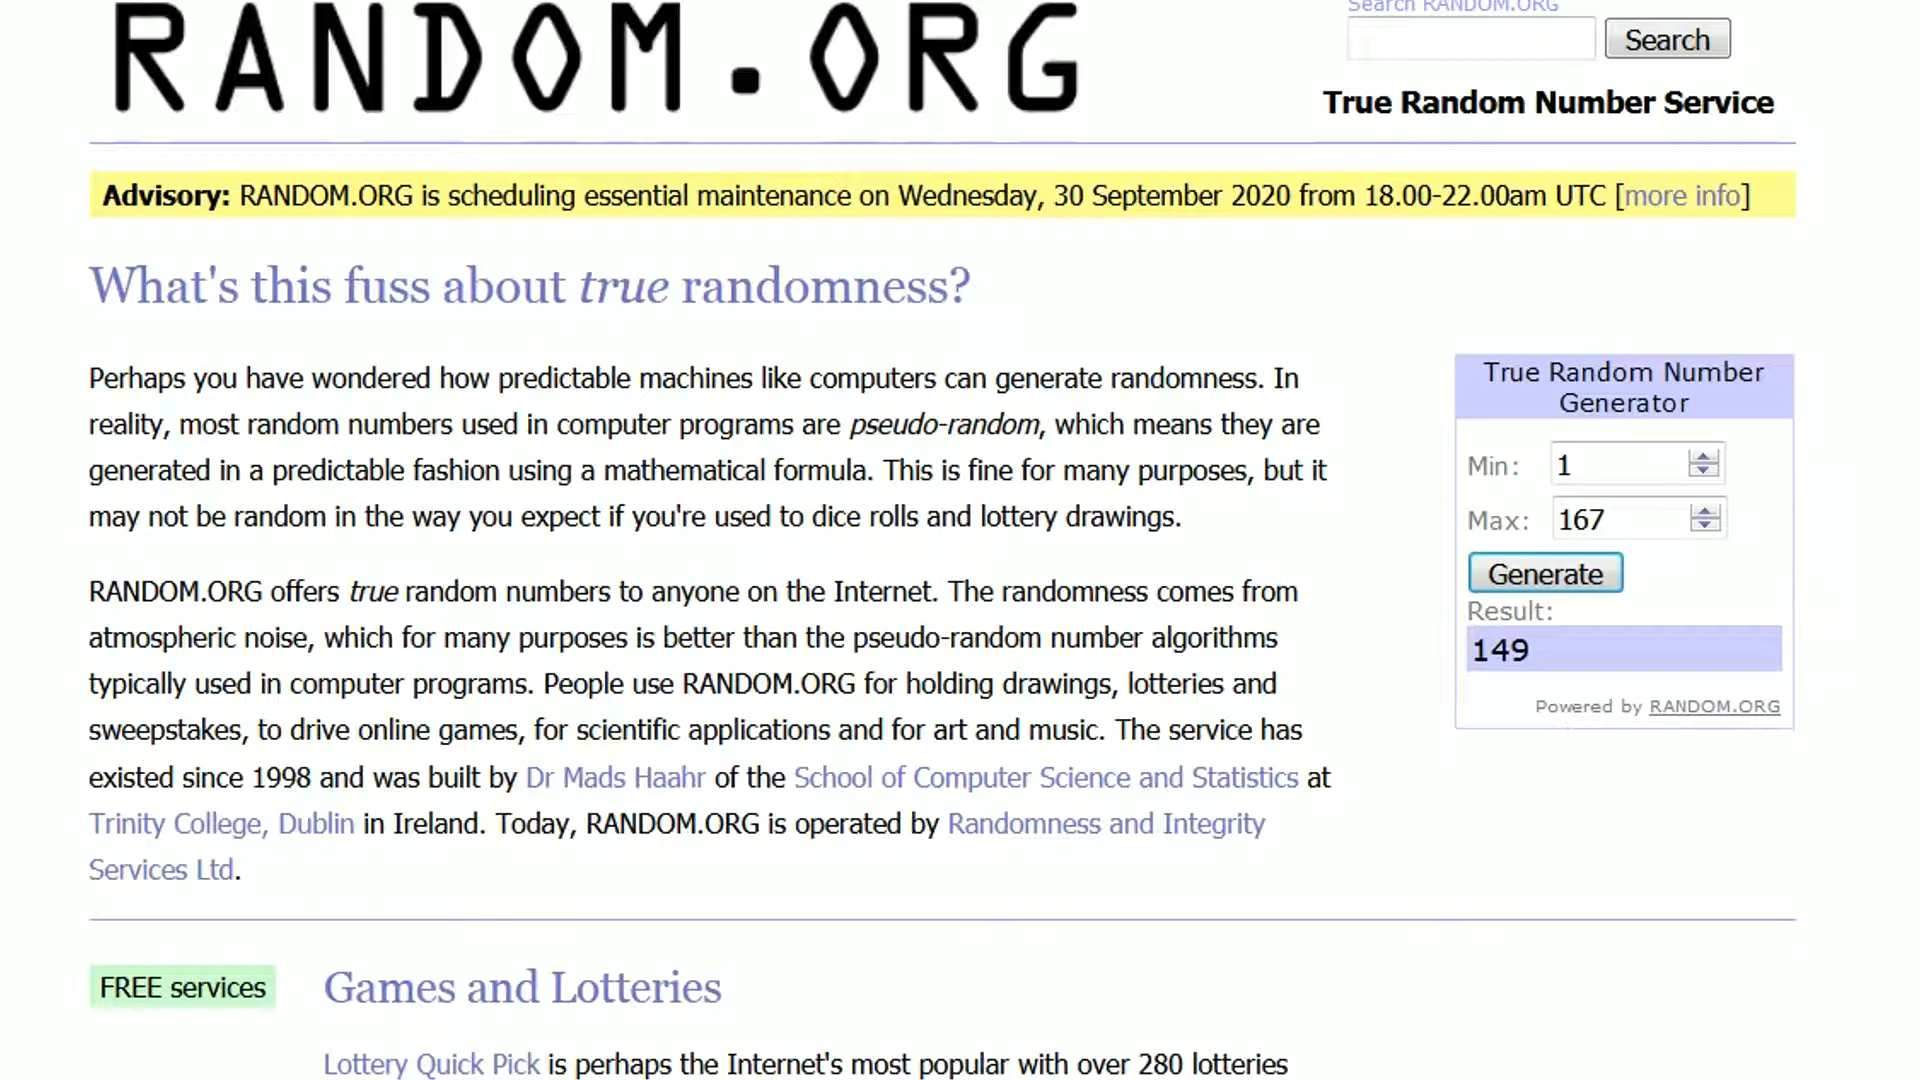 RANDOM.ORG
Search RANDOM.ORG
Search
True Random Number Service
Advisory: RANDOM.ORG is scheduling essential maintenance on Wednesday, 30 September 2020 from 18.00-22.00am UTC [more info]
What's this fuss about true randomness?
Perhaps you have wondered how predictable machines like computers can generate randomness. In
reality, most random numbers used in computer programs are pseudo-random, which means they are
generated in a predictable fashion using a mathematical formula. This is fine for many purposes, but it
may not be random in the way you expect if you're used to dice rolls and lottery drawings.
RANDOM.ORG offers true random numbers to anyone on the Internet. The randomness comes from
atmospheric noise, which for many purposes is better than the pseudo-random number algorithms
typically used in computer programs. People use RANDOM.ORG for holding drawings, lotteries and
sweepstakes, to drive online games, for scientific applications and for art and music. The service has
existed since 1998 and was built by Dr Mads Haahr of the School of Computer Science and Statistics at
Trinity College, Dublin in Ireland. Today, RANDOM.ORG is operated by Randomness and Integrity
Services Ltd.
True Random Number
Generator
Min: 1
Max: 167
Generate
Result:
149
Powered by RANDOM.ORG
FREE services
Games and Lotteries
Lottery Quick Pick is perhaps the Internet's most popular with over 280 lotteries